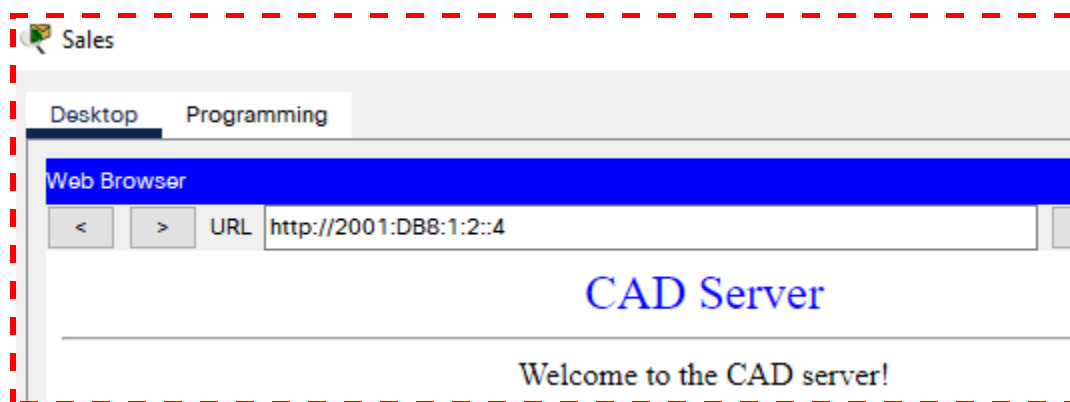 Sales
Desktop Programming
Web Browser
< > URL http://2001:DB8:1:2::4
CAD Server
Welcome to the CAD server!